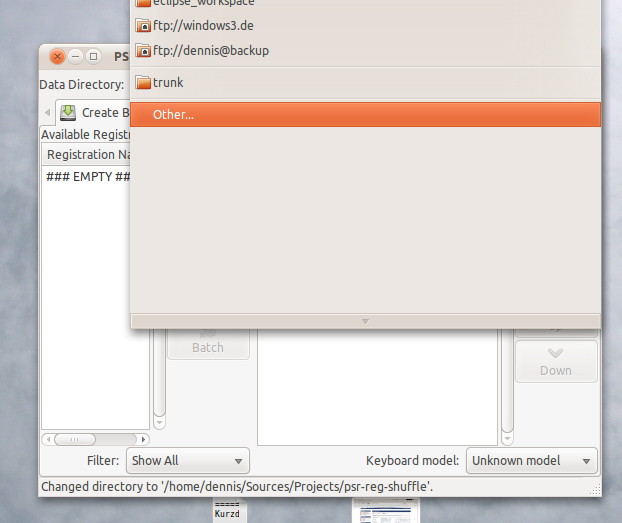 eclipse_workspace
ftp://windows3.de
ftp://dennis@backup
PS
Data Directory:
trunk
Create B
Other...
Available Registr
Registration Na
### EMPTY ##
Batch
Down
Filter:
Show All
Keyboard model:
Unknown model
Changed directory to '/home/dennis/Sources/Projects/psr-reg-shuffle'.
=====
Kurzd